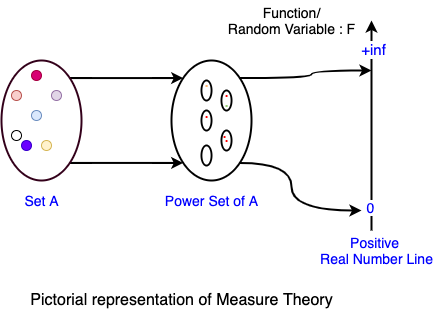 Function/
Random Variable : F
+inf
Set A
Power Set of A
0
Positive
Real Number Line
Pictorial representation of Measure Theory